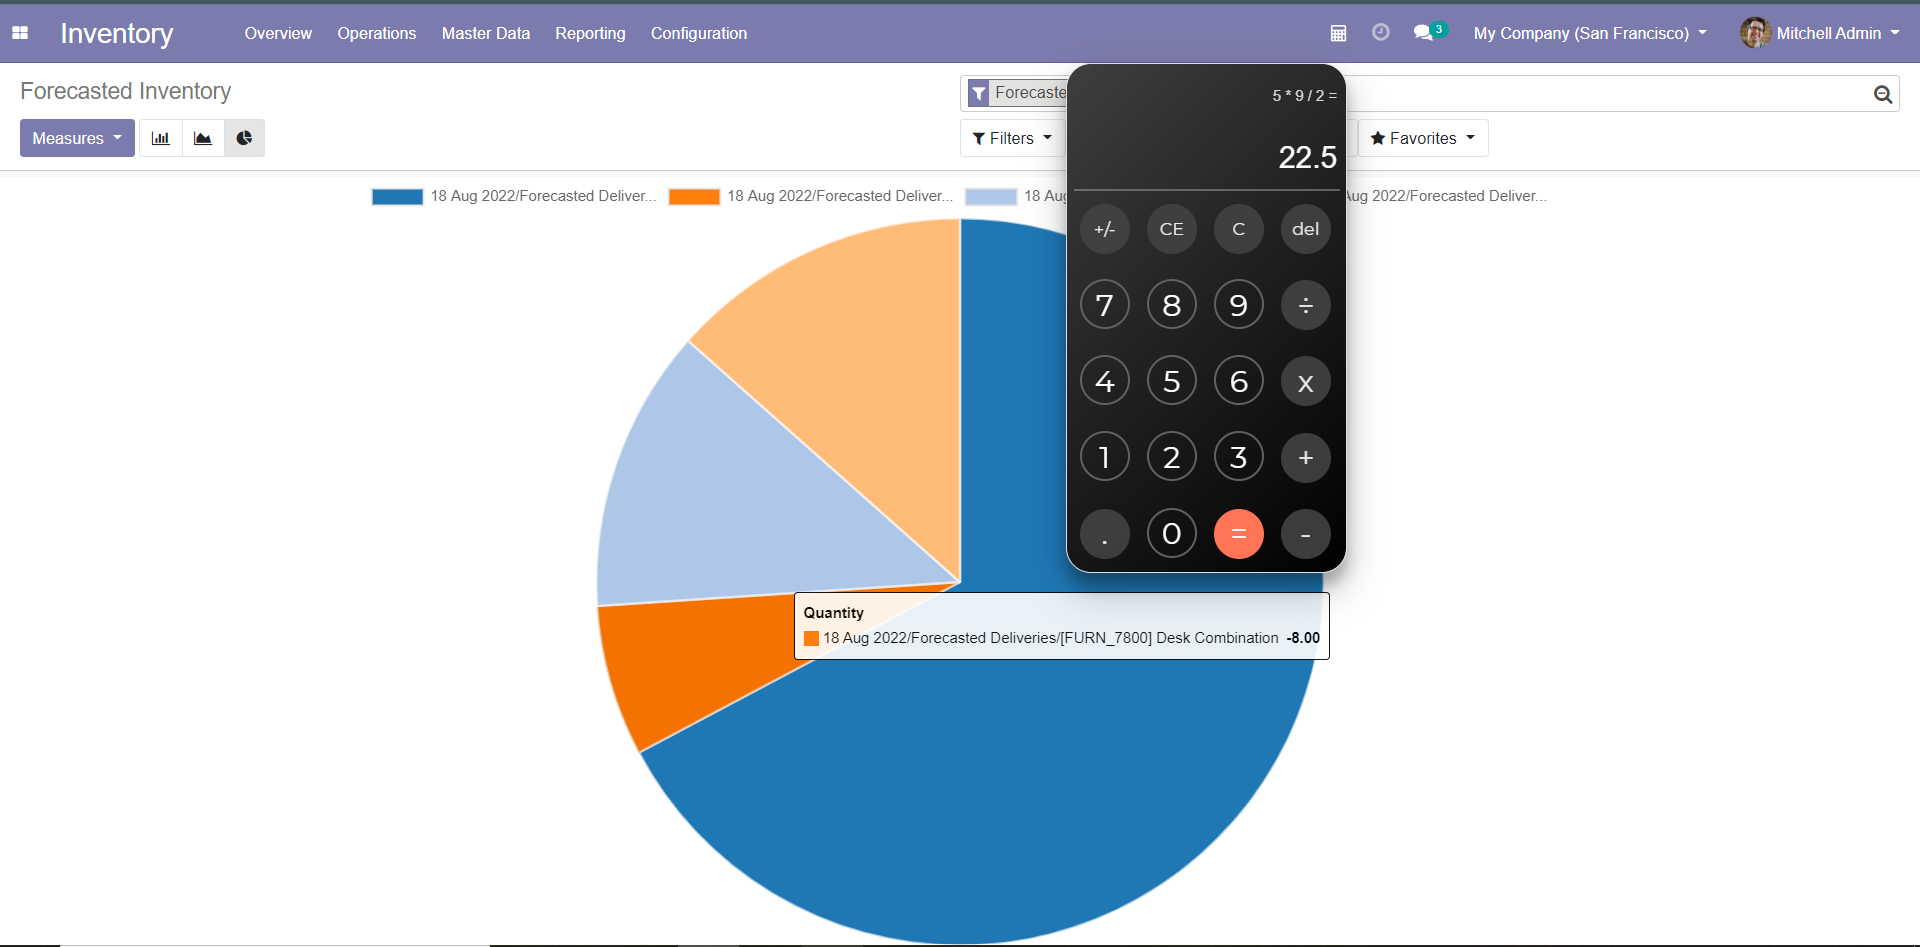 Inventory
Overview
Operations
Master Data
Reporting
Configuration
3
My Company (San Francisco)
Mitchell Admin
Forecasted Inventory
Measures
Filters
Favorites
5 * 9 / 2 =
22.5
18 Aug 2022/Forecasted Deliver...
18 Aug 2022/Forecasted Deliver...
18
Aug 2022/Forecasted Deliver...
+/-
CE
C
del
7
8
9
÷
4
5
6
x
1
2
3
+
.
0
=
-
Quantity
18 Aug 2022/Forecasted Deliveries/[FURN_7800] Desk Combination -8.00